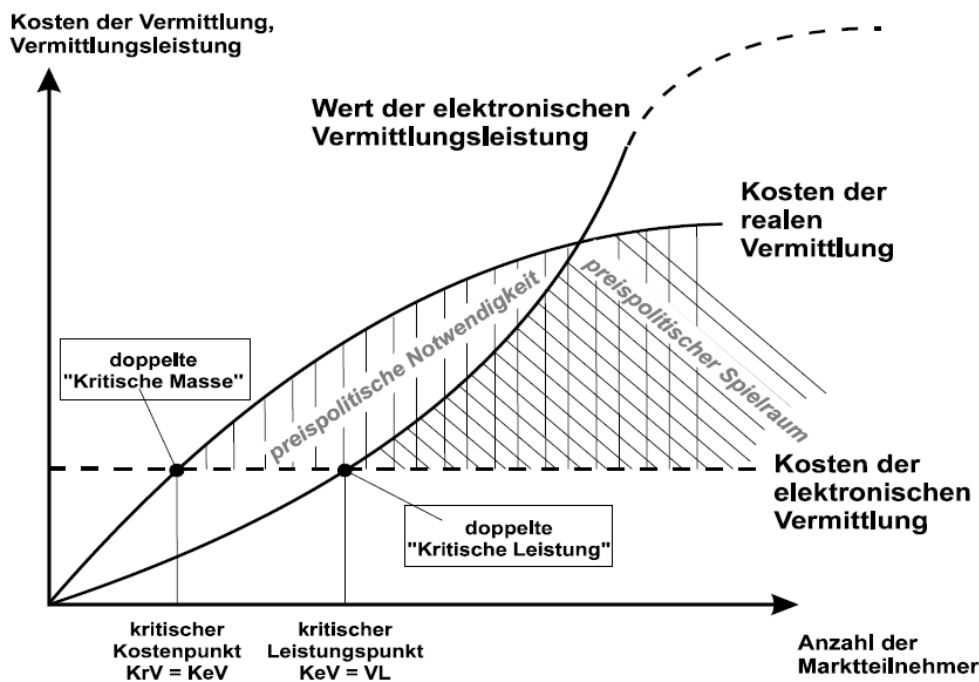 Kosten der Vermittlung,
Vermittlungsleistung
Wert der elektronischen
Vermittlungsleistung
Kosten der
realen
Vermittlung
preispolitische Notwendigkeit
preispolitischer Spielraum
doppelte
"Kritische Masse"
Kosten der
elektronischen
Vermittlung
doppelte
"Kritische Leistung"
kritischer
Kostenpunkt
KrV = KeV
kritischer
Leistungspunkt
KeV = VL
Anzahl der
Marktteilnehmer